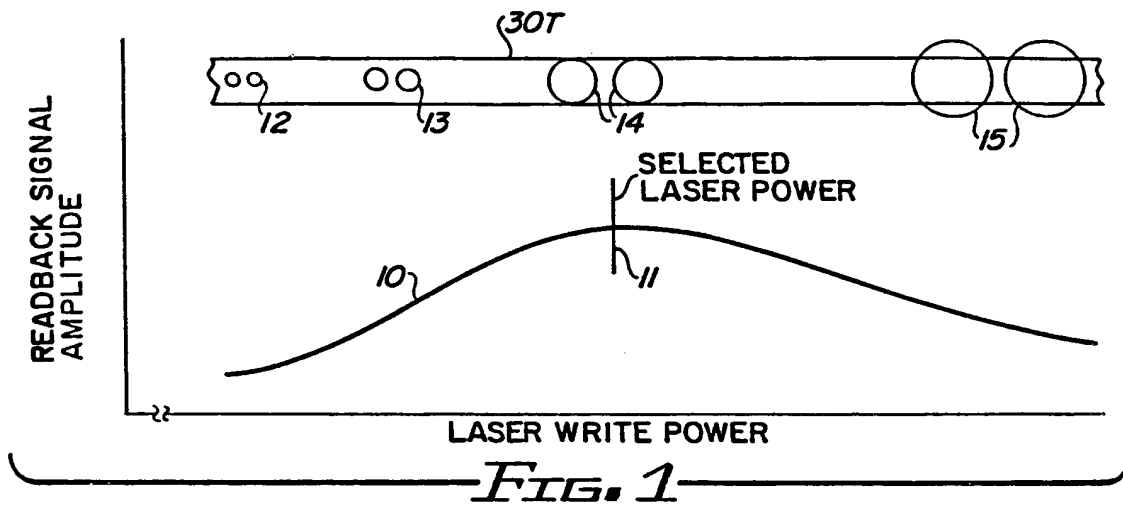 30T
12
13
14
15
SELECTED
LASER POWER
10
11
READBACK SIGNAL
AMPLITUDE
LASER WRITE POWER
FIG. 1